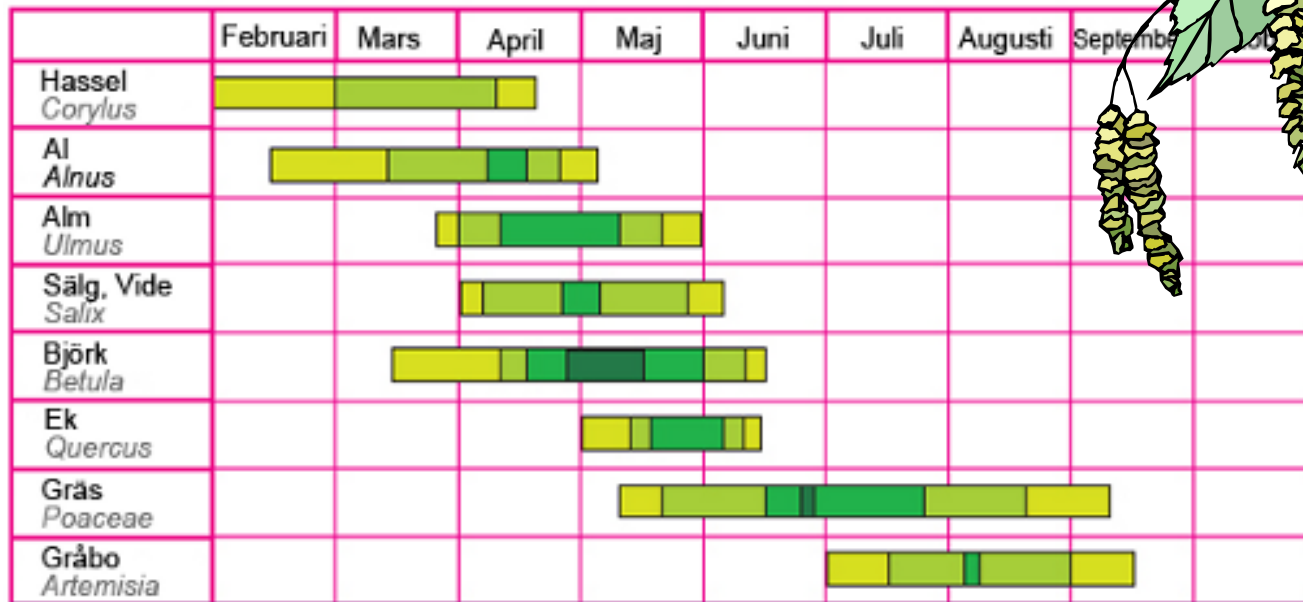 Februari Mars April Maj Juni Juli Augusti
Hassel
Corylus
Al
Alnus
Alm
Ulmus
Sälg, Vide
Salix
Björk
Betula
Ek
Quercus
Gräs
Poaceae
Gråbo
Artemisia